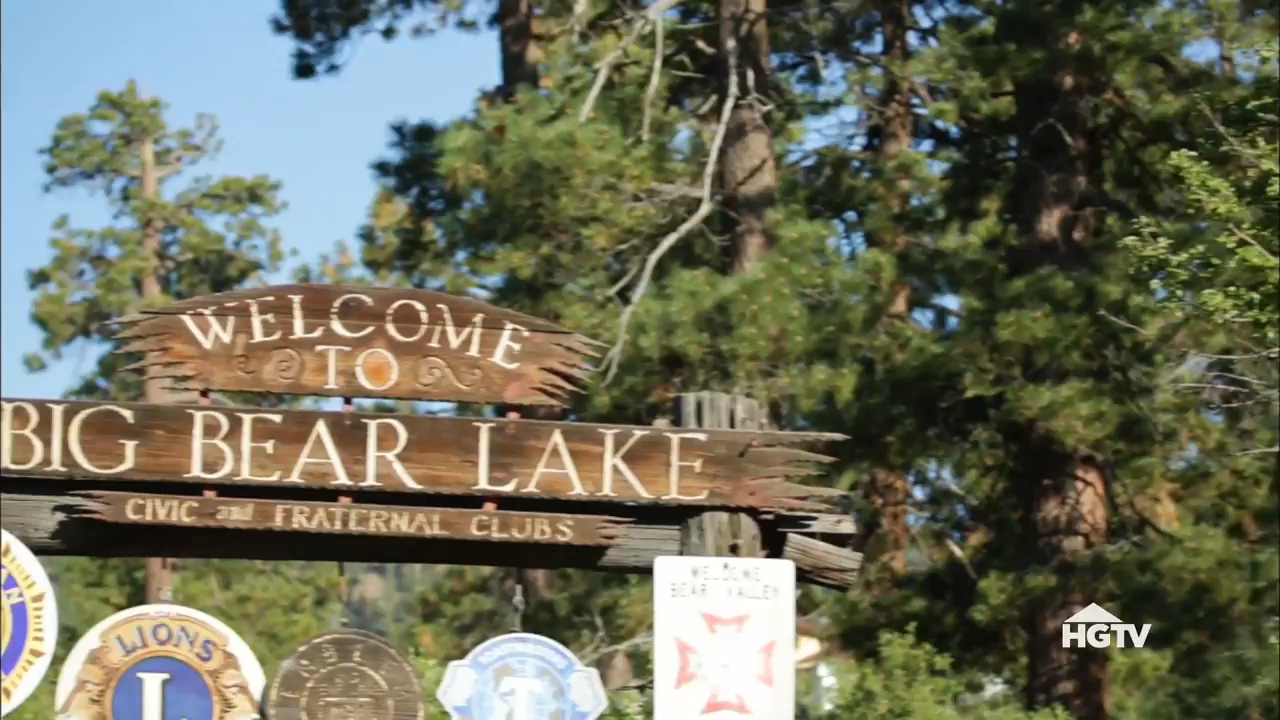 WELCOME
TO
BIG BEAR LAKE
CIVIC and FRATERNAL CLUBS
WELCOME
BEAR VALLEY
LIONS
L
HGTV